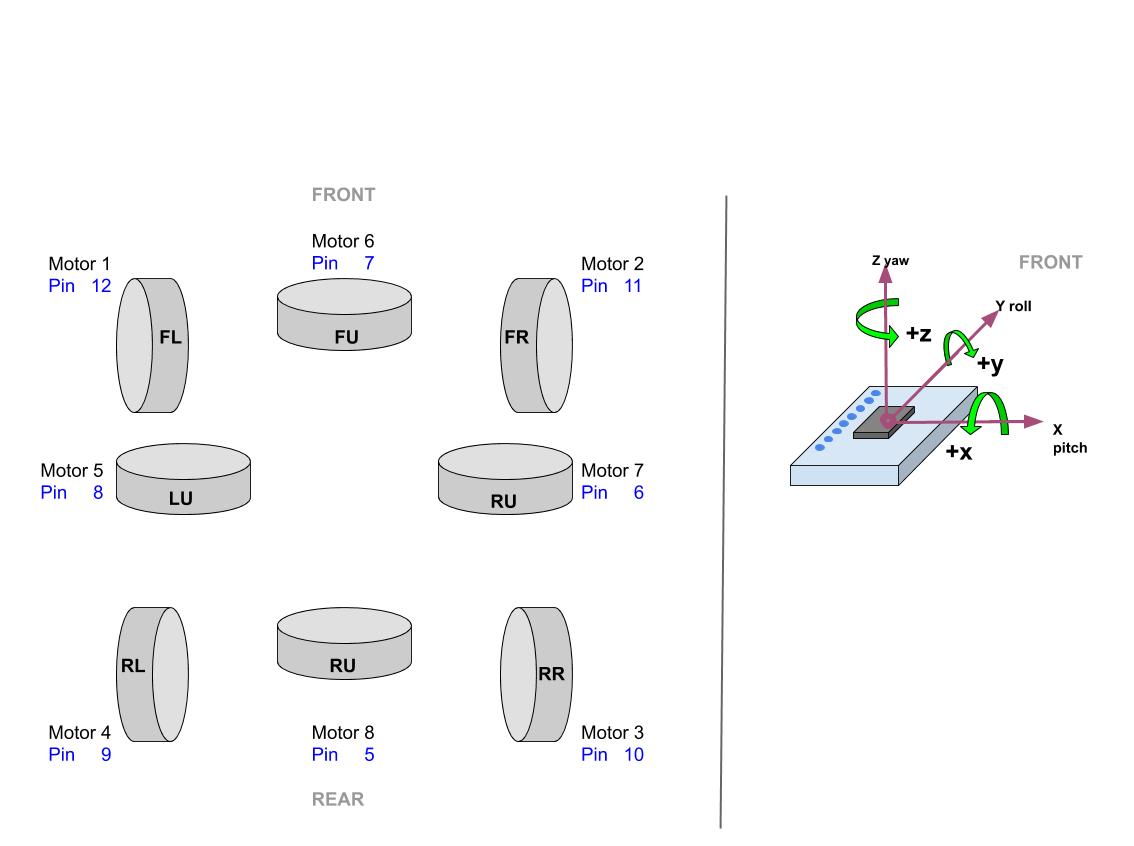 FRONT
Motor 6
Pin 7
Motor 1
Pin 12
Motor 2
Pin 11
FL
FU
FR
Motor 5
Pin 8
LU
RU
Motor 7
Pin 6
RL
RU
RR
Motor 4
Pin 9
Motor 8
Pin 5
Motor 3
Pin 10
REAR
Z yaw
FRONT
Y roll
+z
+y
X
pitch
+x